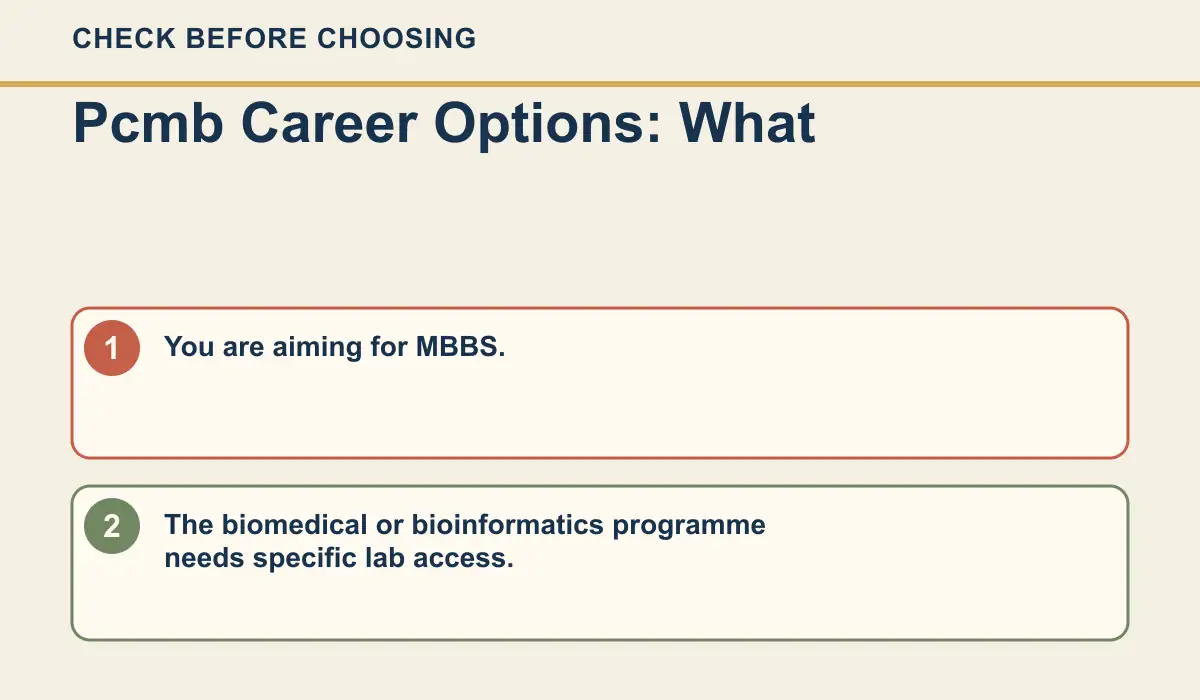 CHECK BEFORE CHOOSING
Pcmb Career Options: What
1
You are aiming for MBBS.
2
The biomedical or bioinformatics programme
needs specific lab access.